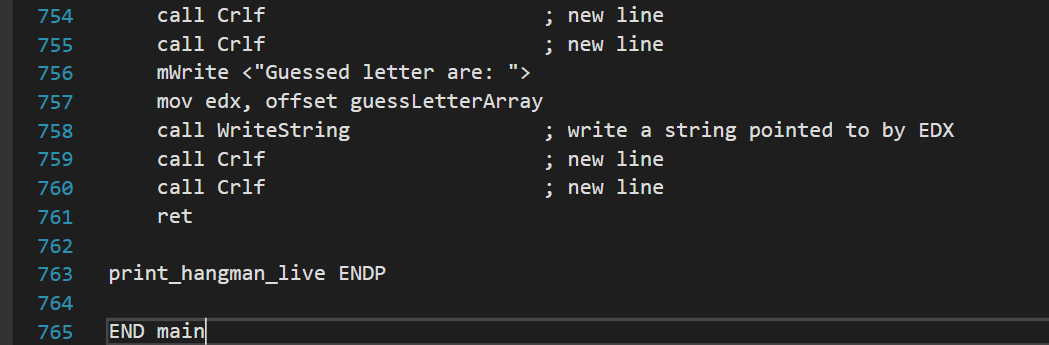 754 call Crlf ; new line
755 call Crlf ; new line
756 mWrite <"Guessed letter are: ">
757 mov edx, offset guessLetterArray
758 call WriteString ; write a string pointed to by EDX
759 call Crlf ; new line
760 call Crlf ; new line
761 ret
762
763 print_hangman_live ENDP
764
765 END main